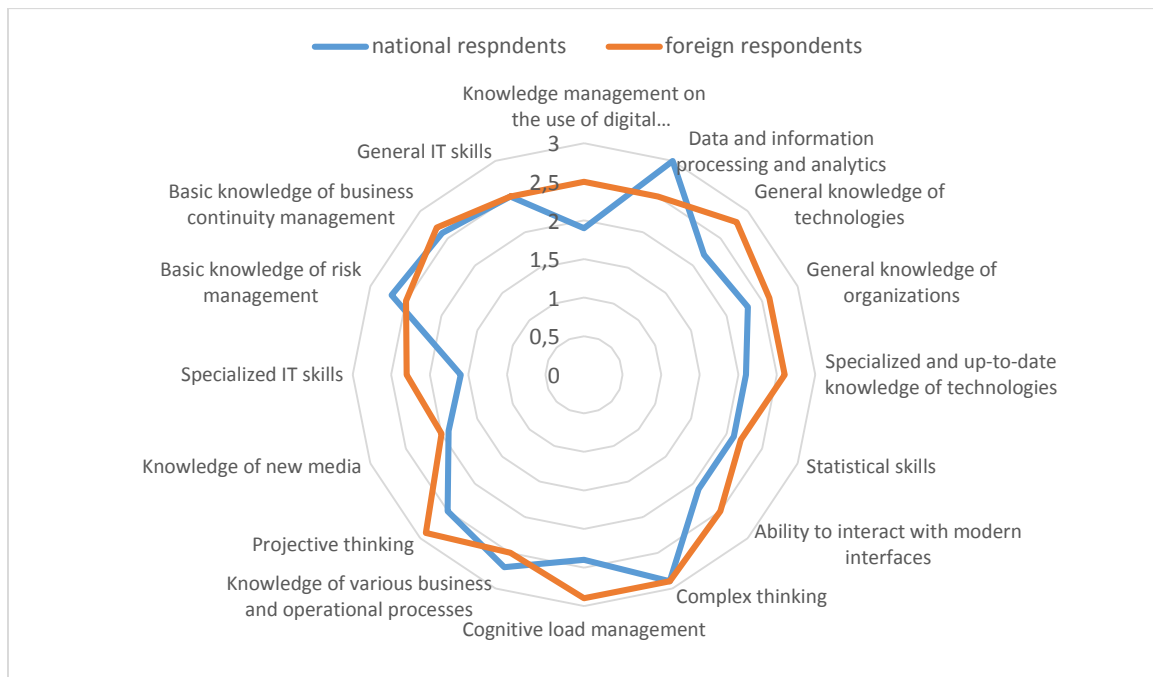 national respndents
foreign respondents
Knowledge management on
the use of digital...
Data and information
processing and analytics
General knowledge of
technologies
General knowledge of
organizations
Specialized and up-to-date
knowledge of technologies
Statistical skills
Ability to interact with modern
interfaces
Complex thinking
Cognitive load management
Knowledge of various business
and operational processes
Projective thinking
Knowledge of new media
Specialized IT skills
Basic knowledge of risk
management
Basic knowledge of business
continuity management
General IT skills
3
2,5
2
1,5
1
0,5
0